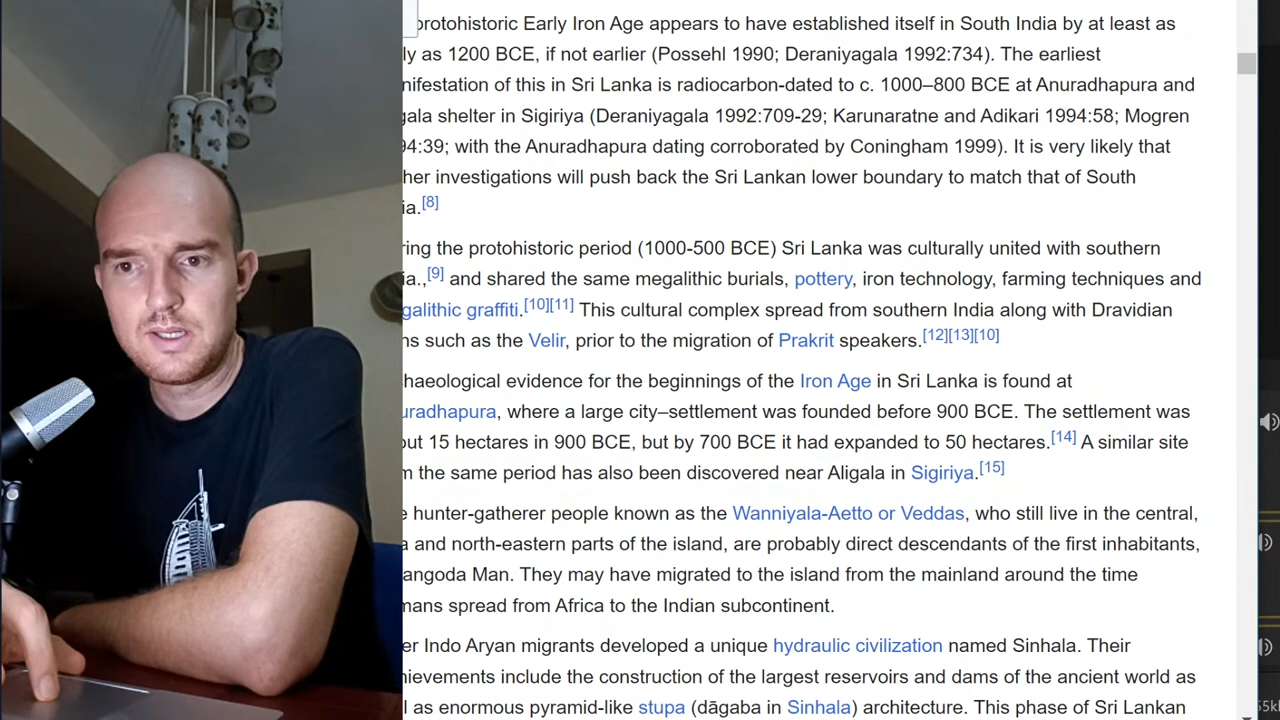 protohistoric Early Iron Age appears to have established itself in South India by at least as
ly as 1200 BCE, if not earlier (Possehl 1990; Deraniyagala 1992:734). The earliest
nifestation of this in Sri Lanka is radiocarbon-dated to c. 1000–800 BCE at Anuradhapura and
gala shelter in Sigiriya (Deraniyagala 1992:709-29; Karunaratne and Adikari 1994:58; Mogren
94:39; with the Anuradhapura dating corroborated by Coningham 1999). It is very likely that
her investigations will push back the Sri Lankan lower boundary to match that of South
ia.[8]
ring the protohistoric period (1000-500 BCE) Sri Lanka was culturally united with southern
ia.,[9] and shared the same megalithic burials, pottery, iron technology, farming techniques and
galithic graffiti.[10][11] This cultural complex spread from southern India along with Dravidian
ns such as the Velir, prior to the migration of Prakrit speakers.[12][13][10]
haeological evidence for the beginnings of the Iron Age in Sri Lanka is found at
uradhapura, where a large city–settlement was founded before 900 BCE. The settlement was
out 15 hectares in 900 BCE, but by 700 BCE it had expanded to 50 hectares.[14] A similar site
m the same period has also been discovered near Aligala in Sigiriya.[15]
e hunter-gatherer people known as the Wanniyala-Aetto or Veddas, who still live in the central,
a and north-eastern parts of the island, are probably direct descendants of the first inhabitants,
angoda Man. They may have migrated to the island from the mainland around the time
mans spread from Africa to the Indian subcontinent.
er Indo Aryan migrants developed a unique hydraulic civilization named Sinhala. Their
hievements include the construction of the largest reservoirs and dams of the ancient world as
l as enormous pyramid-like stupa (dāgaba in Sinhala) architecture. This phase of Sri Lankan